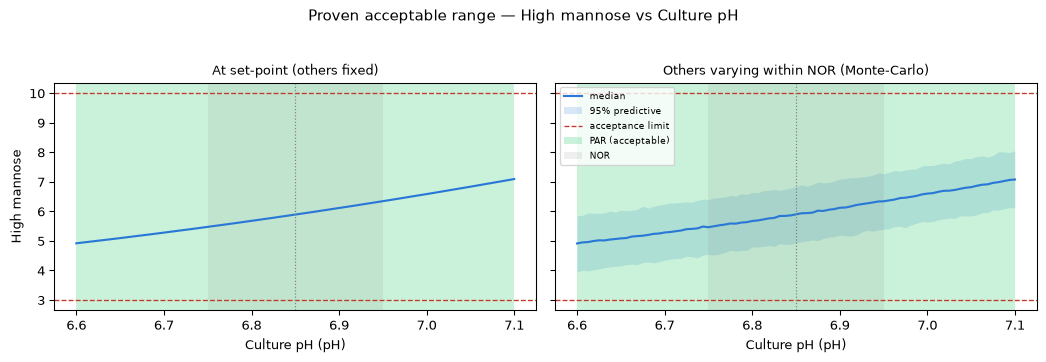 Proven acceptable range — High mannose vs Culture pH
At set-point (others fixed)
High mannose
10
9
8
7
6
5
4
3
6.6 6.7 6.8 6.9 7.0 7.1
Culture pH (pH)
Others varying within NOR (Monte-Carlo)
median
95% predictive
acceptance limit
PAR (acceptable)
NOR
6.6 6.7 6.8 6.9 7.0 7.1
Culture pH (pH)